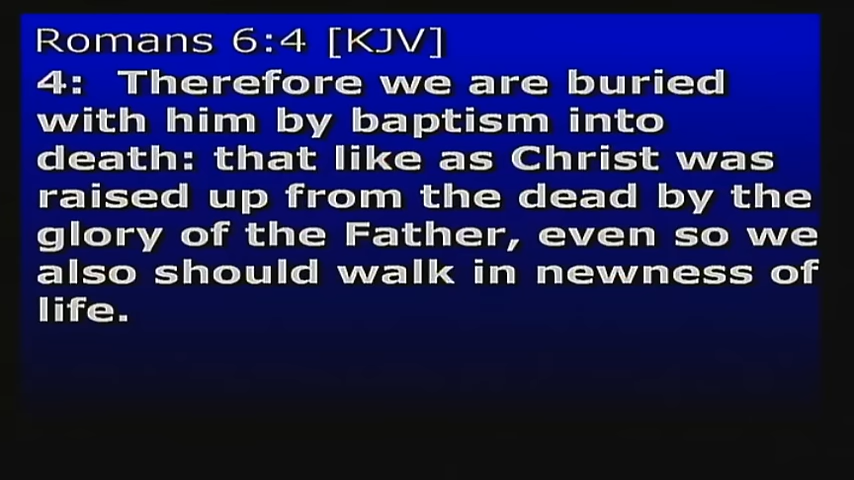 Romans 6:4 [KJV]
4: Therefore we are buried
with him by baptism into
death: that like as Christ was
raised up from the dead by the
glory of the Father, even so we
also should walk in newness of
life.